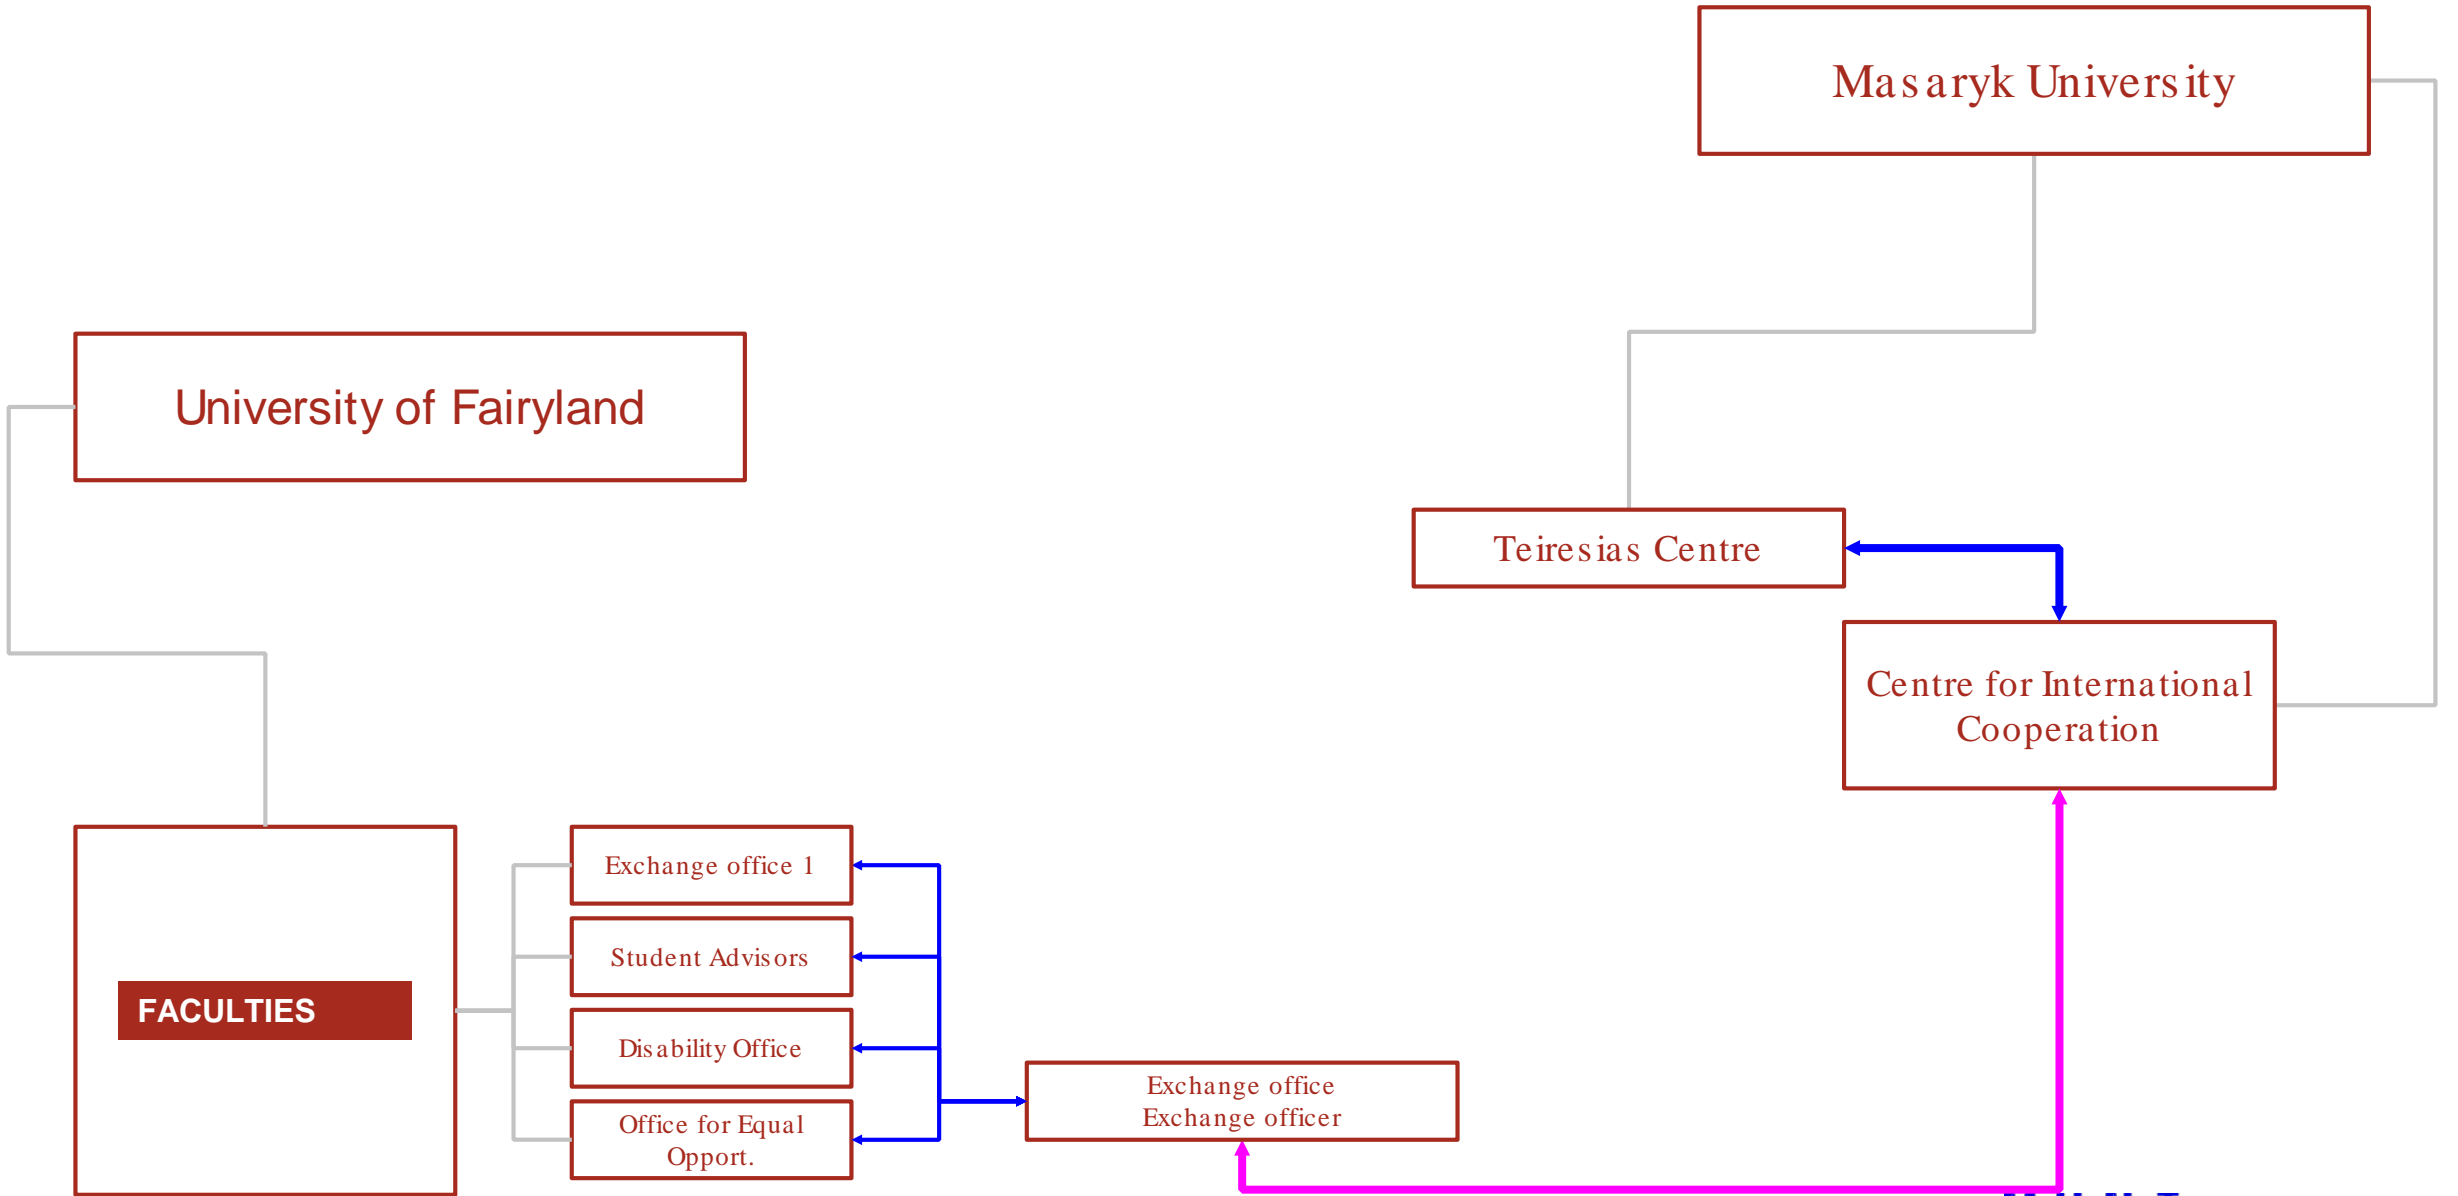 Masaryk University
University of Fairyland
Teiresias Centre
Centre for International
Cooperation
FACULTIES
Exchange office 1
Student Advisors
Disability Office
Office for Equal
Opport.
Exchange office
Exchange officer